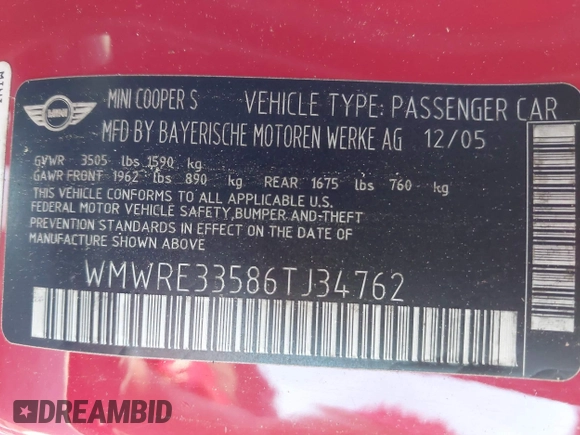 MINI
MINI COOPER S VEHICLE TYPE: PASSENGER CAR
MFD BY BAYERISCHE MOTOREN WERKE AG 12/05
GVWR 3505 lbs 1590 kg
GAWR FRONT 1962 lbs 890 kg REAR 1675 lbs 760 kg
THIS VEHICLE CONFORMS TO ALL APPLICABLE U.S.
FEDERAL MOTOR VEHICLE SAFETY,BUMPER AND-THEFT
PREVENTION STANDARDS IN EFFECT ON THE DATE OF
MANUFACTURE SHOWN ABOVE.
WMWRE33586TJ34762
DREAMBID